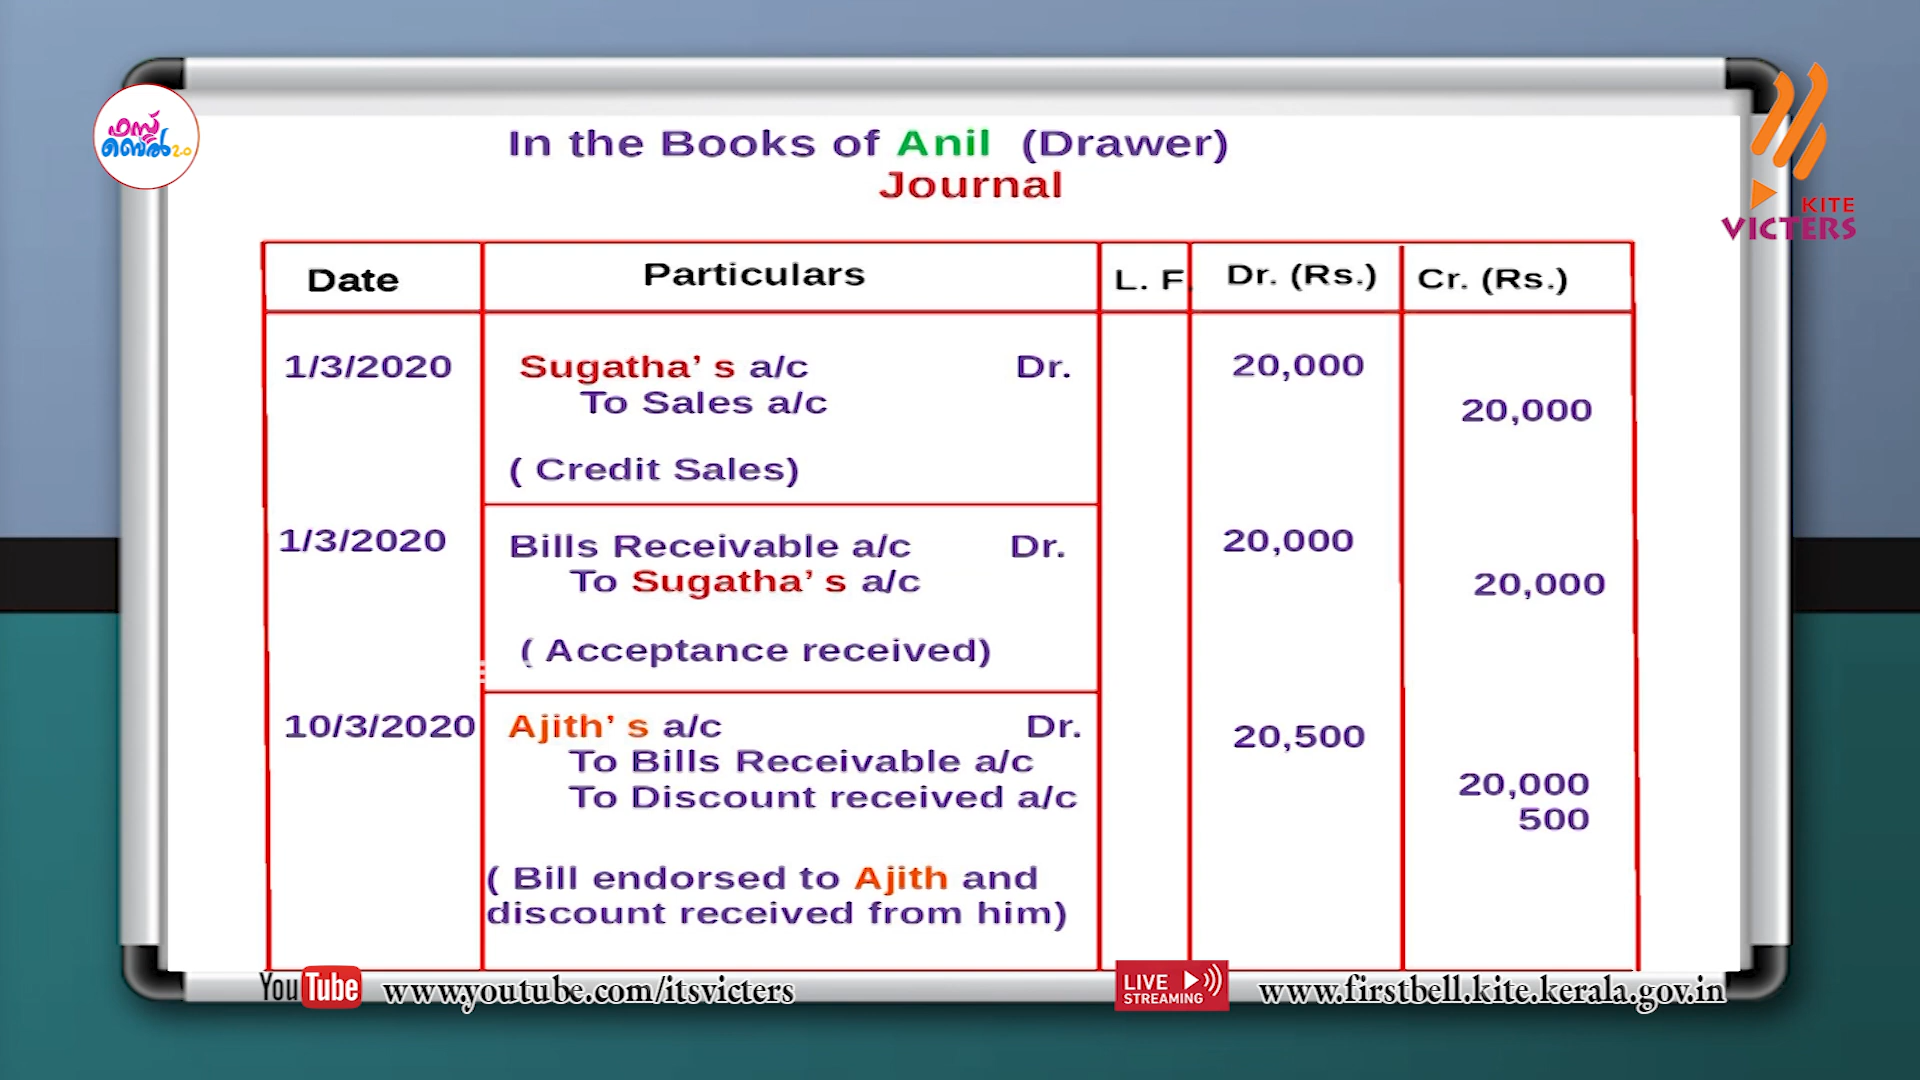 ഫസ്റ്റ്
ബെൽ 2.0
KITE
VICTERS
In the Books of Anil (Drawer)
Journal
Date Particulars L. F. Dr. (Rs.) Cr. (Rs.)
1/3/2020 Sugatha’ s a/c Dr. 20,000
To Sales a/c 20,000
( Credit Sales)
1/3/2020 Bills Receivable a/c Dr. 20,000
To Sugatha’ s a/c 20,000
( Acceptance received)
10/3/2020 Ajith’ s a/c Dr. 20,500
To Bills Receivable a/c 20,000
To Discount received a/c 500
( Bill endorsed to Ajith and
discount received from him)
YouTube www.youtube.com/itsvicters LIVE STREAMING www.firstbell.kite.kerala.gov.in